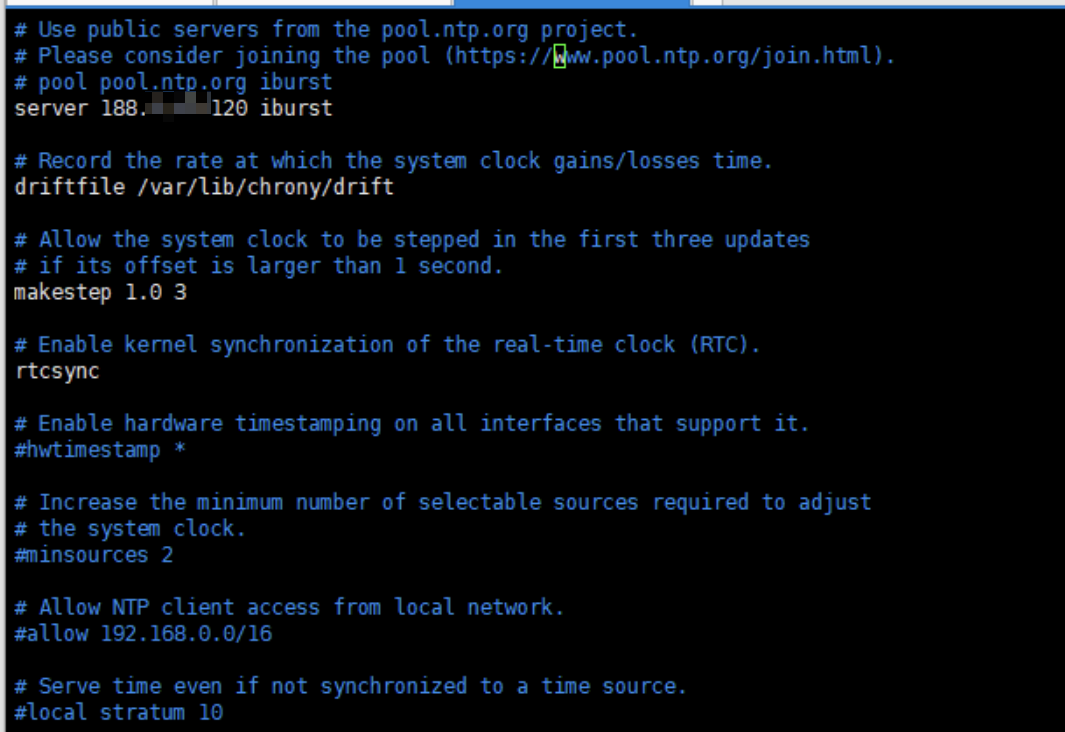 # Use public servers from the pool.ntp.org project.
# Please consider joining the pool (https://www.pool.ntp.org/join.html).
# pool pool.ntp.org iburst
server 188. 120 iburst
# Record the rate at which the system clock gains/losses time.
driftfile /var/lib/chrony/drift
# Allow the system clock to be stepped in the first three updates
# if its offset is larger than 1 second.
makestep 1.0 3
# Enable kernel synchronization of the real-time clock (RTC).
rtcsync
# Enable hardware timestamping on all interfaces that support it.
#hwtimestamp *
# Increase the minimum number of selectable sources required to adjust
# the system clock.
#minsources 2
# Allow NTP client access from local network.
#allow 192.168.0.0/16
# Serve time even if not synchronized to a time source.
#local stratum 10